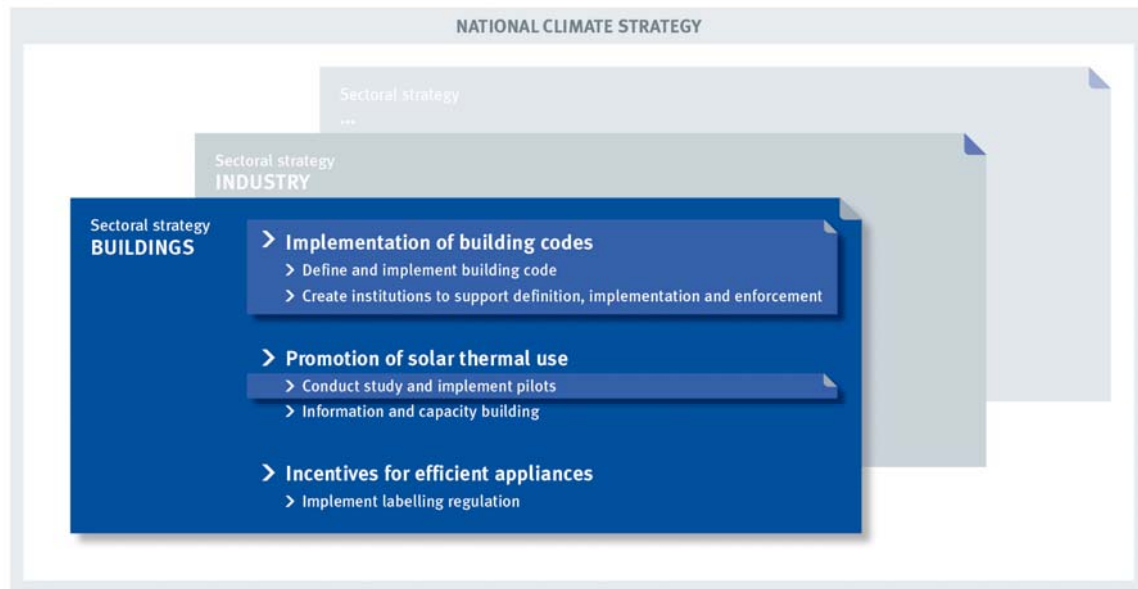 NATIONAL CLIMATE STRATEGY
Sectoral strategy
...
Sectoral strategy
INDUSTRY
Sectoral strategy
BUILDINGS
> Implementation of building codes
> Define and implement building code
> Create institutions to support definition, implementation and enforcement
> Promotion of solar thermal use
> Conduct study and implement pilots
> Information and capacity building
> Incentives for efficient appliances
> Implement labelling regulation